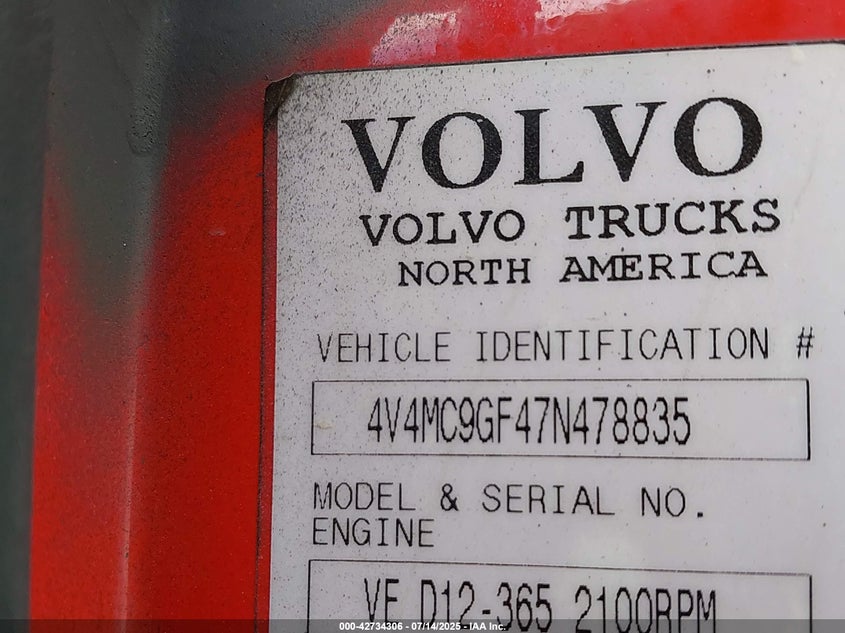 VOLVO
VOLVO TRUCKS
NORTH AMERICA
VEHICLE IDENTIFICATION #
4V4MC9GF47N478835
MODEL & SERIAL NO.
ENGINE
VE D12-365 2100RPM
000-42734306 - 07/14/2025 - IAA Inc.